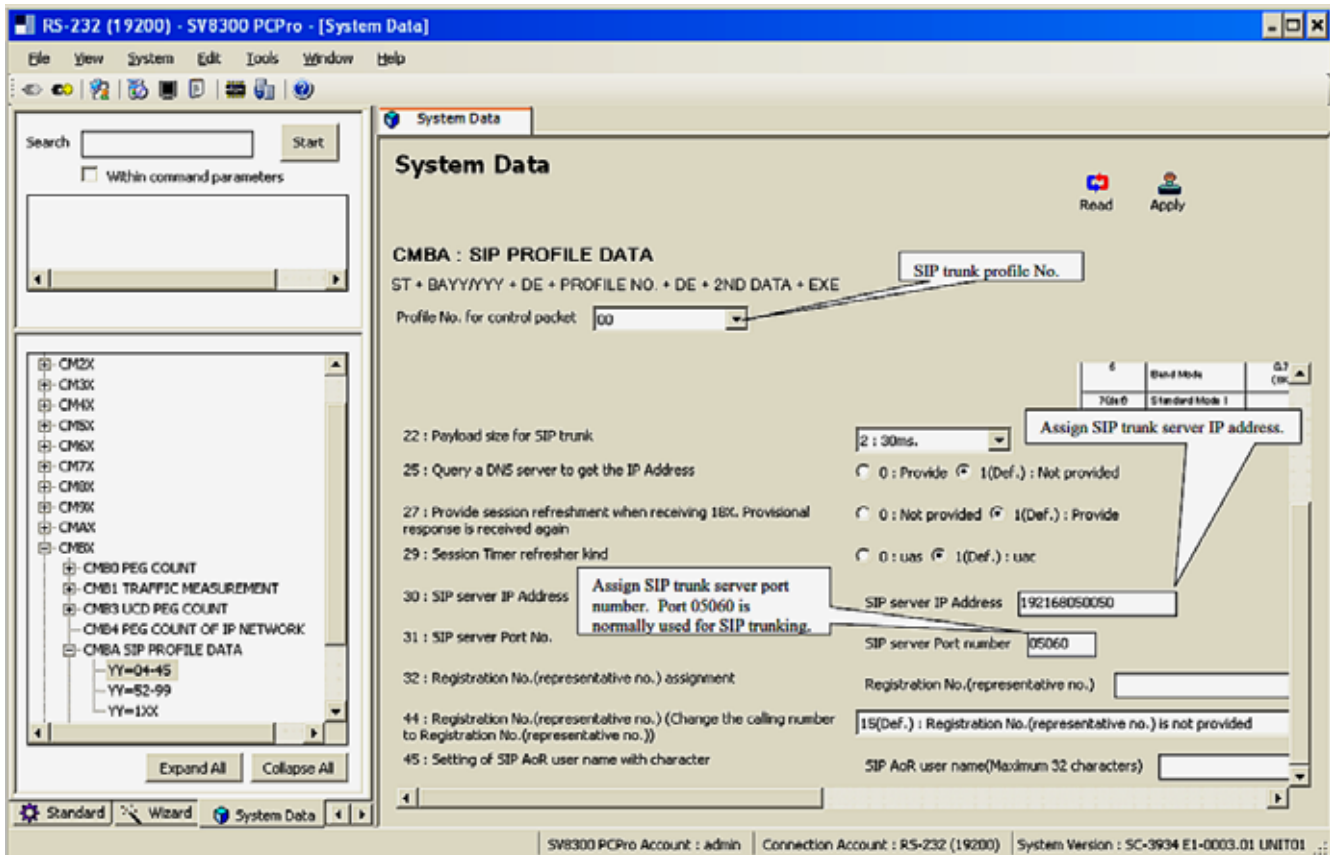 RS-232 (19200) - SV8300 PCPro - [System Data]
File View System Edit Tools Window Help
Search
Start
Within command parameters
CM2X
CM3X
CM4X
CM5X
CM6X
CM7X
CM8X
CM9X
CMAX
CMBX
CMB0 PEG COUNT
CMB1 TRAFFIC MEASUREMENT
CMB3 UCD PEG COUNT
CMB4 PEG COUNT OF IP NETWORK
CMBA SIP PROFILE DATA
YY=04-45
YY=52-99
YY=1XX
Expand All Collapse All
Standard Wizard System Data
System Data
System Data
Read Apply
CMBA : SIP PROFILE DATA
ST + BAYY/YYY + DE + PROFILE NO. + DE + 2ND DATA + EXE
SIP trunk profile No.
Profile No. for control packet 00
6 Blend Mode
Standard Mode 1
Assign SIP trunk server IP address.
22 : Payload size for SIP trunk 2 : 30ms.
25 : Query a DNS server to get the IP Address 0 : Provide 1(Def.) : Not provided
27 : Provide session refreshment when receiving 18X. Provisional response is received again 0 : Not provided 1(Def.) : Provide
29 : Session Timer refresher kind 0 : uas 1(Def.) : uac
Assign SIP trunk server port number. Port 05060 is normally used for SIP trunking.
30 : SIP server IP Address SIP server IP Address 192168050050
31 : SIP server Port No. SIP server Port number 05060
32 : Registration No.(representative no.) assignment Registration No.(representative no.)
44 : Registration No.(representative no.) (Change the calling number to Registration No.(representative no.)) 15(Def.) : Registration No.(representative no.) is not provided
45 : Setting of SIP AoR user name with character SIP AoR user name(Maximum 32 characters)
SV8300 PCPro Account : admin Connection Account : RS-232 (19200) System Version : SC-3934 E1-0003.01 UNIT01